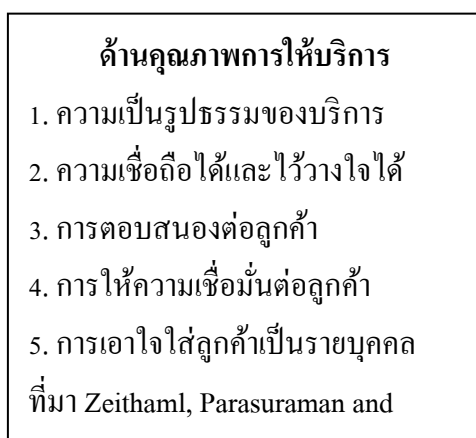 ด้านคุณภาพการให้บริการ
1. ความเป็นรูปธรรมของบริการ
2. ความเชื่อถือได้และไว้วางใจได้
3. การตอบสนองต่อลูกค้า
4. การให้ความเชื่อมั่นต่อลูกค้า
5. การเอาใจใส่ลูกค้าเป็นรายบุคคล
ที่มา Zeithaml, Parasuraman and